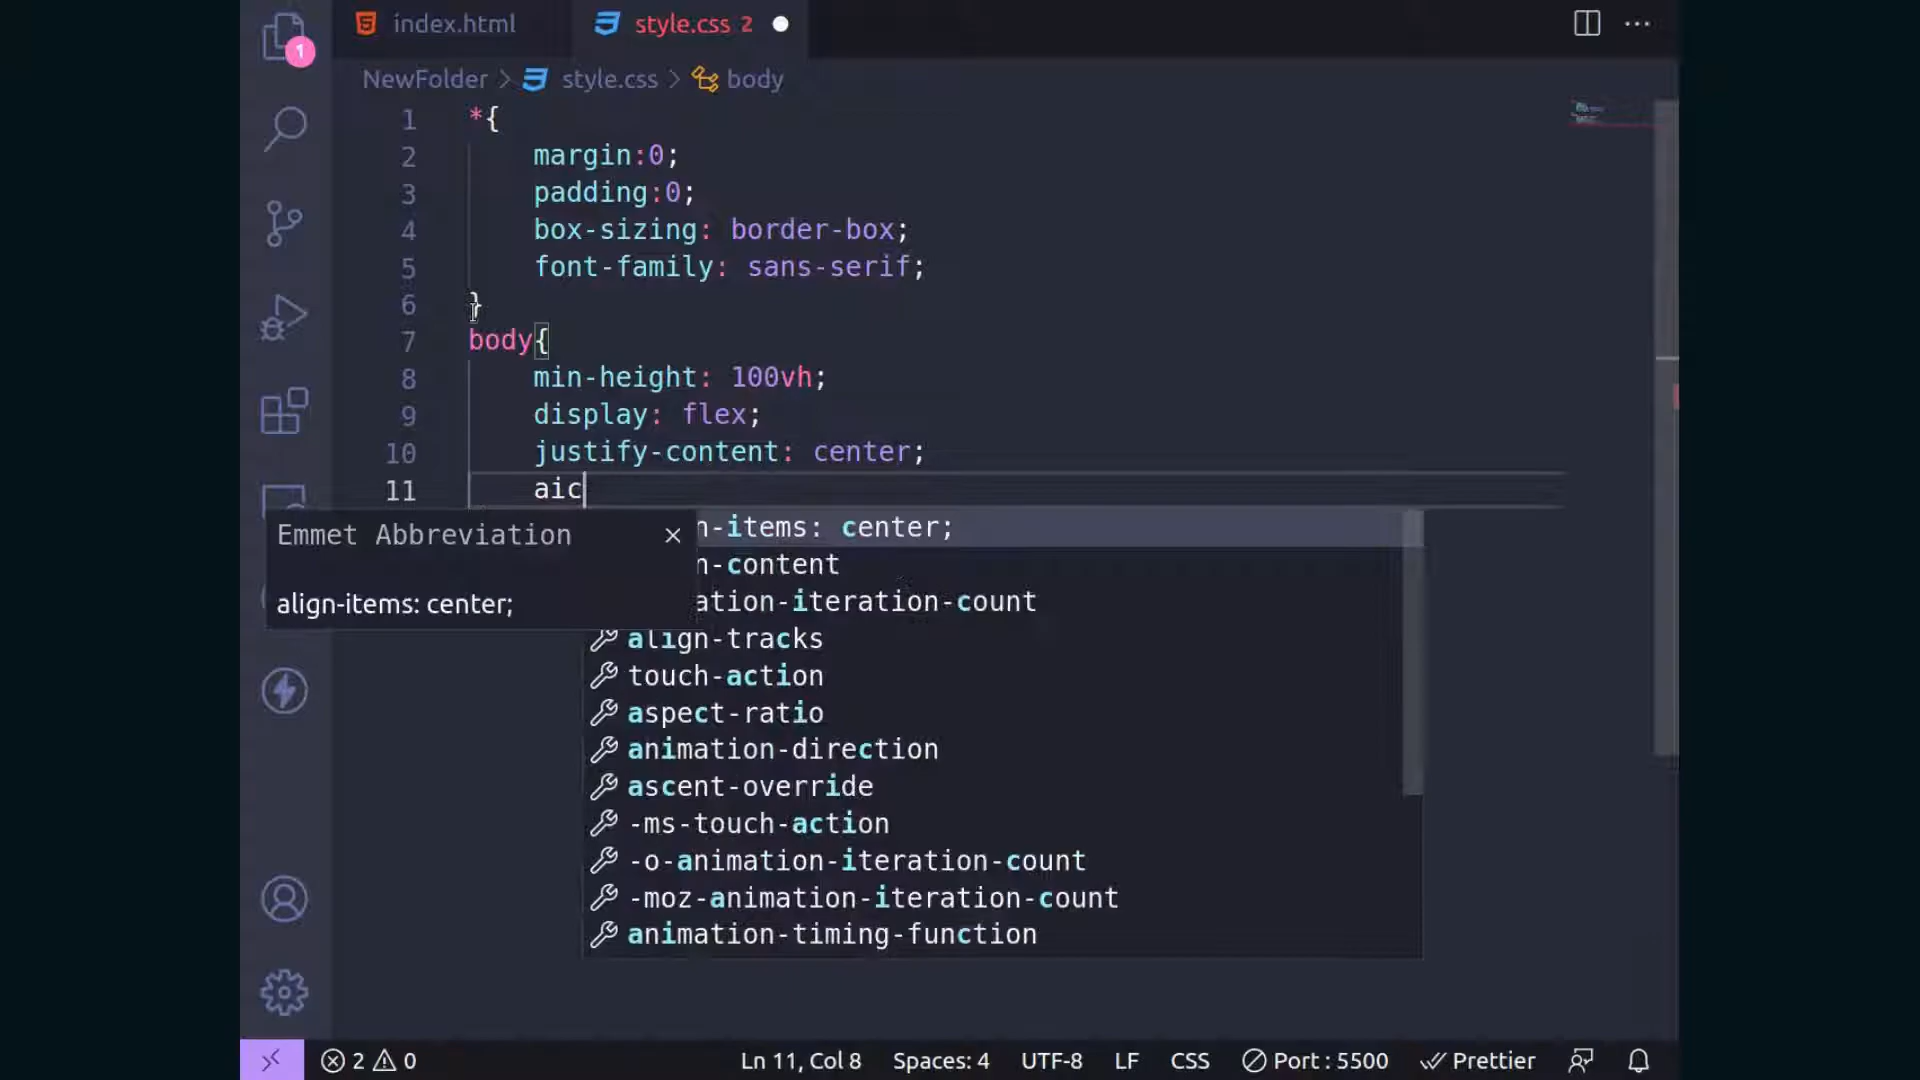 index.html
style.css 2
1
NewFolder > style.css > body
1 *{
2 margin:0;
3 padding:0;
4 box-sizing: border-box;
5 font-family: sans-serif;
6 }
7 body{
8 min-height: 100vh;
9 display: flex;
10 justify-content: center;
11 aic
Emmet Abbreviation ×
align-items: center;
n-items: center;
n-content
ation-iteration-count
align-tracks
touch-action
aspect-ratio
animation-direction
ascent-override
-ms-touch-action
-o-animation-iteration-count
-moz-animation-iteration-count
animation-timing-function
2 0 Ln 11, Col 8 Spaces: 4 UTF-8 LF CSS Port : 5500 Prettier